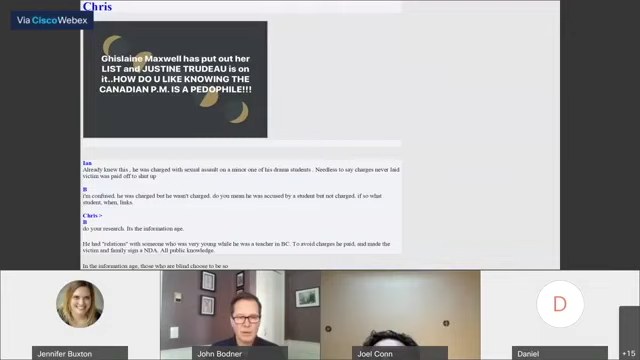 Via Cisco Webex
Chris
Ghislaine Maxwell has put out her
LIST and JUSTINE TRUDEAU is on
it..HOW DO U LIKE KNOWING THE
CANADIAN P.M. IS A PEDOPHILE!!!
Ian
Already knew this , he was charged with sexual assault on a minor one of his drama students . Needless to say charges never laid
victim was paid off to shut up
B
i'm confused, he was charged but he wasn't charged. do you mean he was accused by a student but not charged. if so what
student, when, links.
Chris >
B
do your research. Its the information age.
He had "relations" with someone who was very young while he was a teacher in BC. To avoid charges he paid, and made the
victim and family sign a NDA. All public knowledge.
In the information age, those who are blind choose to be so
D
Jennifer Buxton
John Bodner
Joel Conn
Daniel
+15